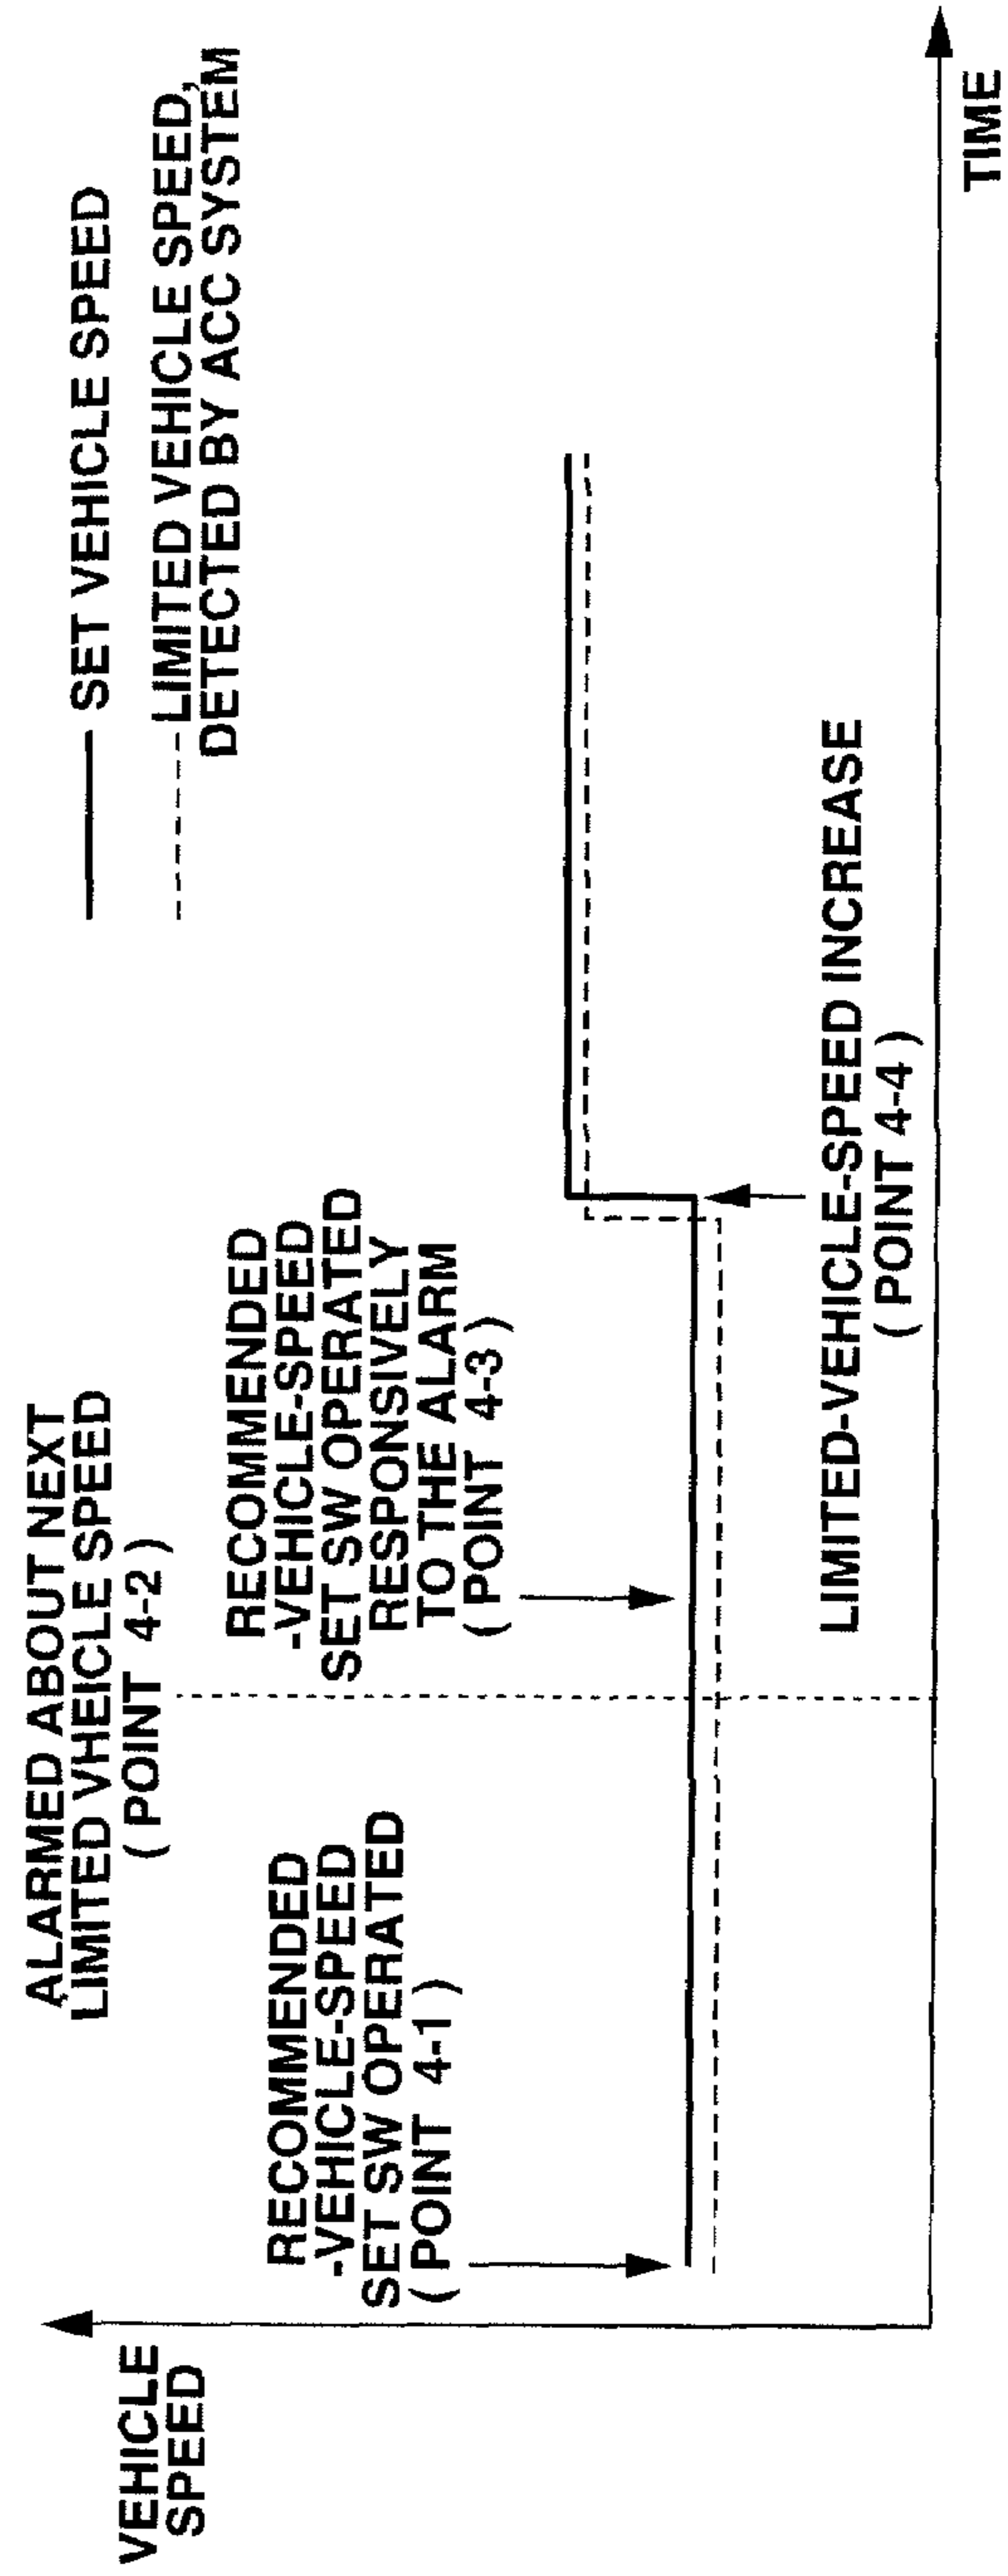 ALARMED ABOUT NEXT
LIMITED VHEICLE SPEED
( POINT 4-2 )
SET VEHICLE SPEED
LIMITED VEHICLE SPEED,
DETECTED BY ACC SYSTEM
VEHICLE
SPEED
RECOMMENDED
-VEHICLE-SPEED
SET SW OPERATED
( POINT 4-1 )
RECOMMENDED
-VEHICLE-SPEED
SET SW OPERATED
RESPONSIVELY
TO THE ALARM
( POINT 4-3 )
LIMITED-VEHICLE-SPEED INCREASE
( POINT 4-4 )
TIME